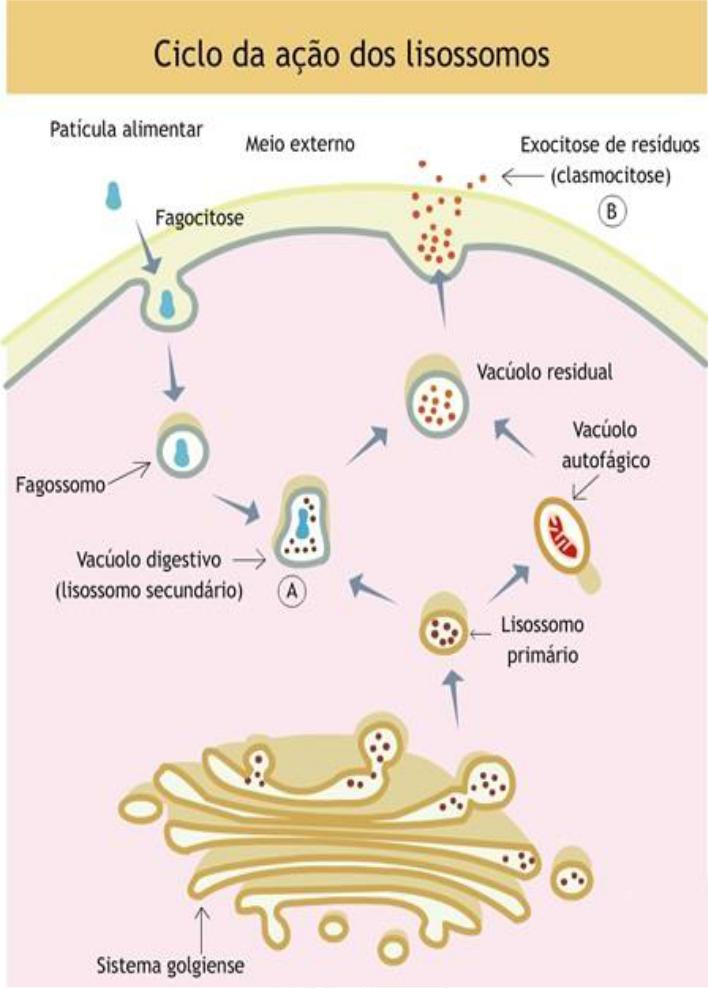 Ciclo da ação dos lisossomos
Patícula alimentar
Meio externo
Exocitose de resíduos
(clasmocitose)
B
Fagocitose
Vacúolo residual
Vacúolo
autofágico
Fagossomo
Vacúolo digestivo
(lisossomo secundário)
A
Lisossomo
primário
Sistema golgiense